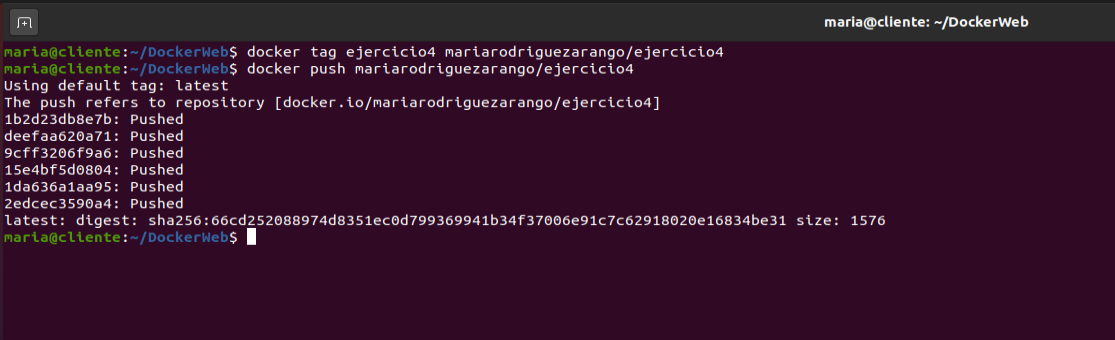 maria@cliente: ~/DockerWeb
maria@cliente:~/DockerWeb$ docker tag ejercicio4 mariarodriguezarango/ejercicio4
maria@cliente:~/DockerWeb$ docker push mariarodriguezarango/ejercicio4
Using default tag: latest
The push refers to repository [docker.io/mariarodriguezarango/ejercicio4]
1b2d23db8e7b: Pushed
deefaa620a71: Pushed
9cff3206f9a6: Pushed
15e4bf5d0804: Pushed
1da636a1aa95: Pushed
2edcec3590a4: Pushed
latest: digest: sha256:66cd252088974d8351ec0d799369941b34f37006e91c7c62918020e16834be31 size: 1576
maria@cliente:~/DockerWeb$